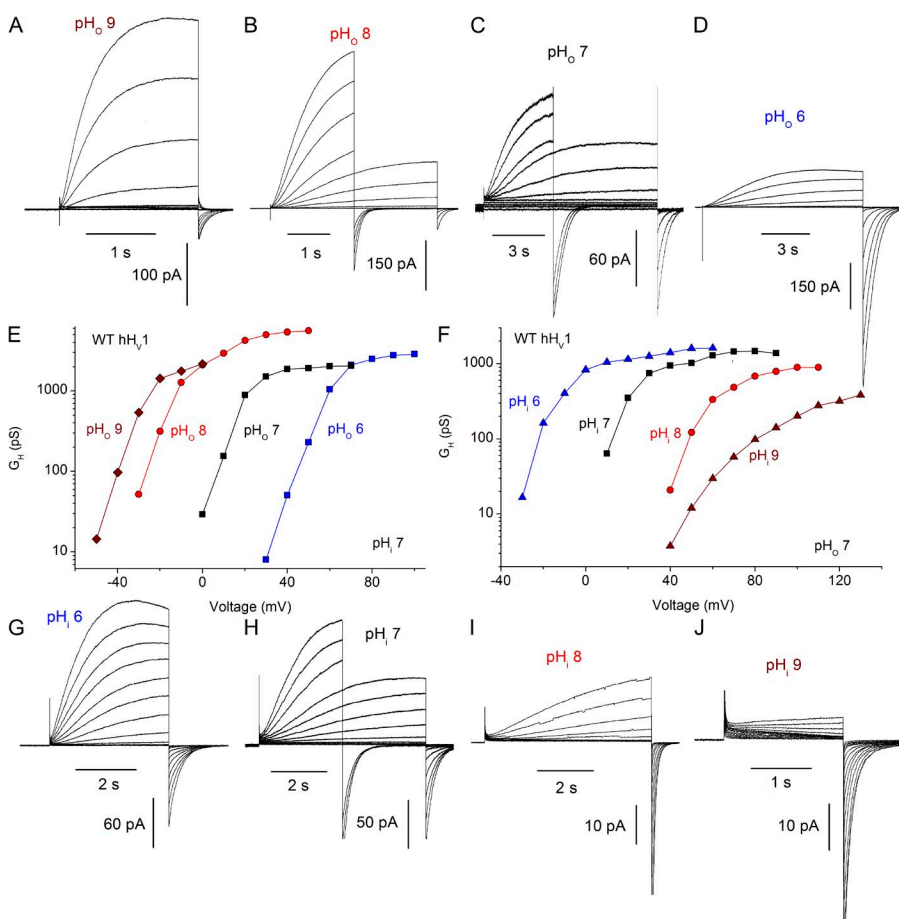 A
pHO 9
1 s
100 pA
B
pHO 8
1 s
150 pA
C
pHO 7
3 s
60 pA
D
pHO 6
3 s
150 pA
E
WT hHV1
1000
100
10
GH (pS)
pHO 9
pHO 8
pHO 7
pHO 6
pHi 7
-40
0
40
80
Voltage (mV)
F
WT hHV1
1000
100
10
GH (pS)
pHi 6
pHi 7
pHi 8
pHi 9
pHO 7
-40
0
40
80
120
Voltage (mV)
G
pHi 6
2 s
60 pA
H
pHi 7
2 s
50 pA
I
pHi 8
2 s
10 pA
J
pHi 9
1 s
10 pA